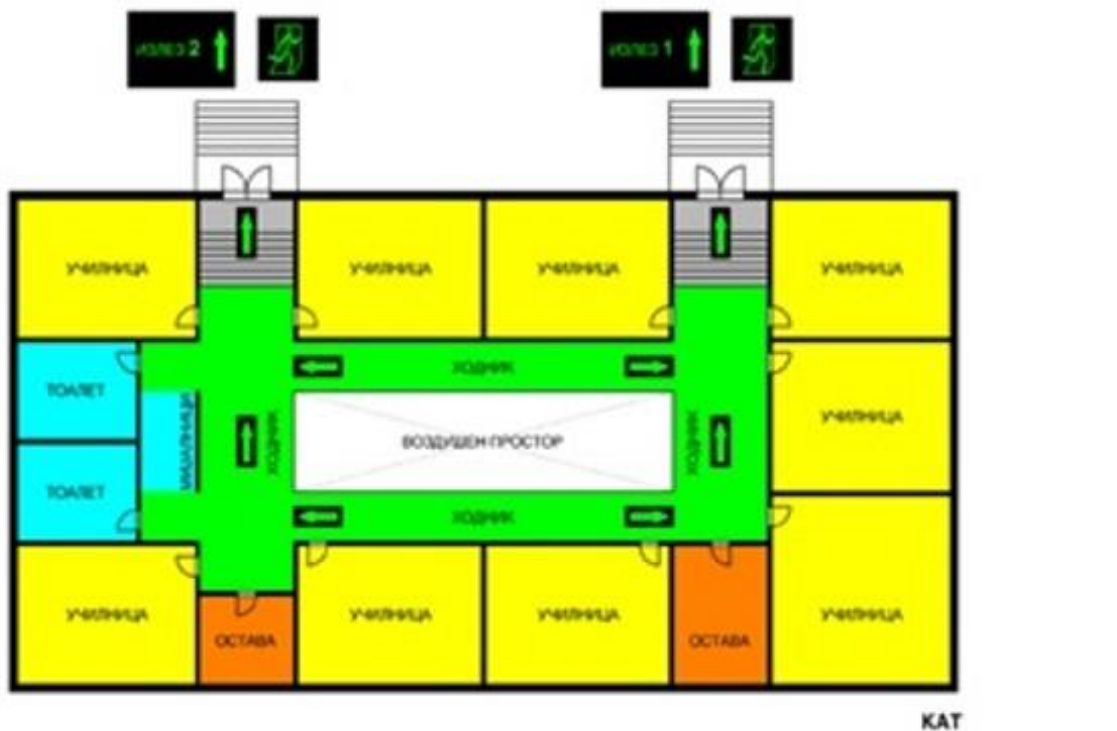 ИЗЛЕЗ 2
ИЗЛЕЗ 1
УЧИЛНИЦА
УЧИЛНИЦА
УЧИЛНИЦА
УЧИЛНИЦА
ХОДНИК
ТОАЛЕТ
МИЈАЛНИЦИ
ХОДНИК
ВОЗДУШЕН ПРОСТОР
ХОДНИК
УЧИЛНИЦА
ТОАЛЕТ
ХОДНИК
УЧИЛНИЦА
ОСТАВА
УЧИЛНИЦА
УЧИЛНИЦА
ОСТАВА
УЧИЛНИЦА
КАТ